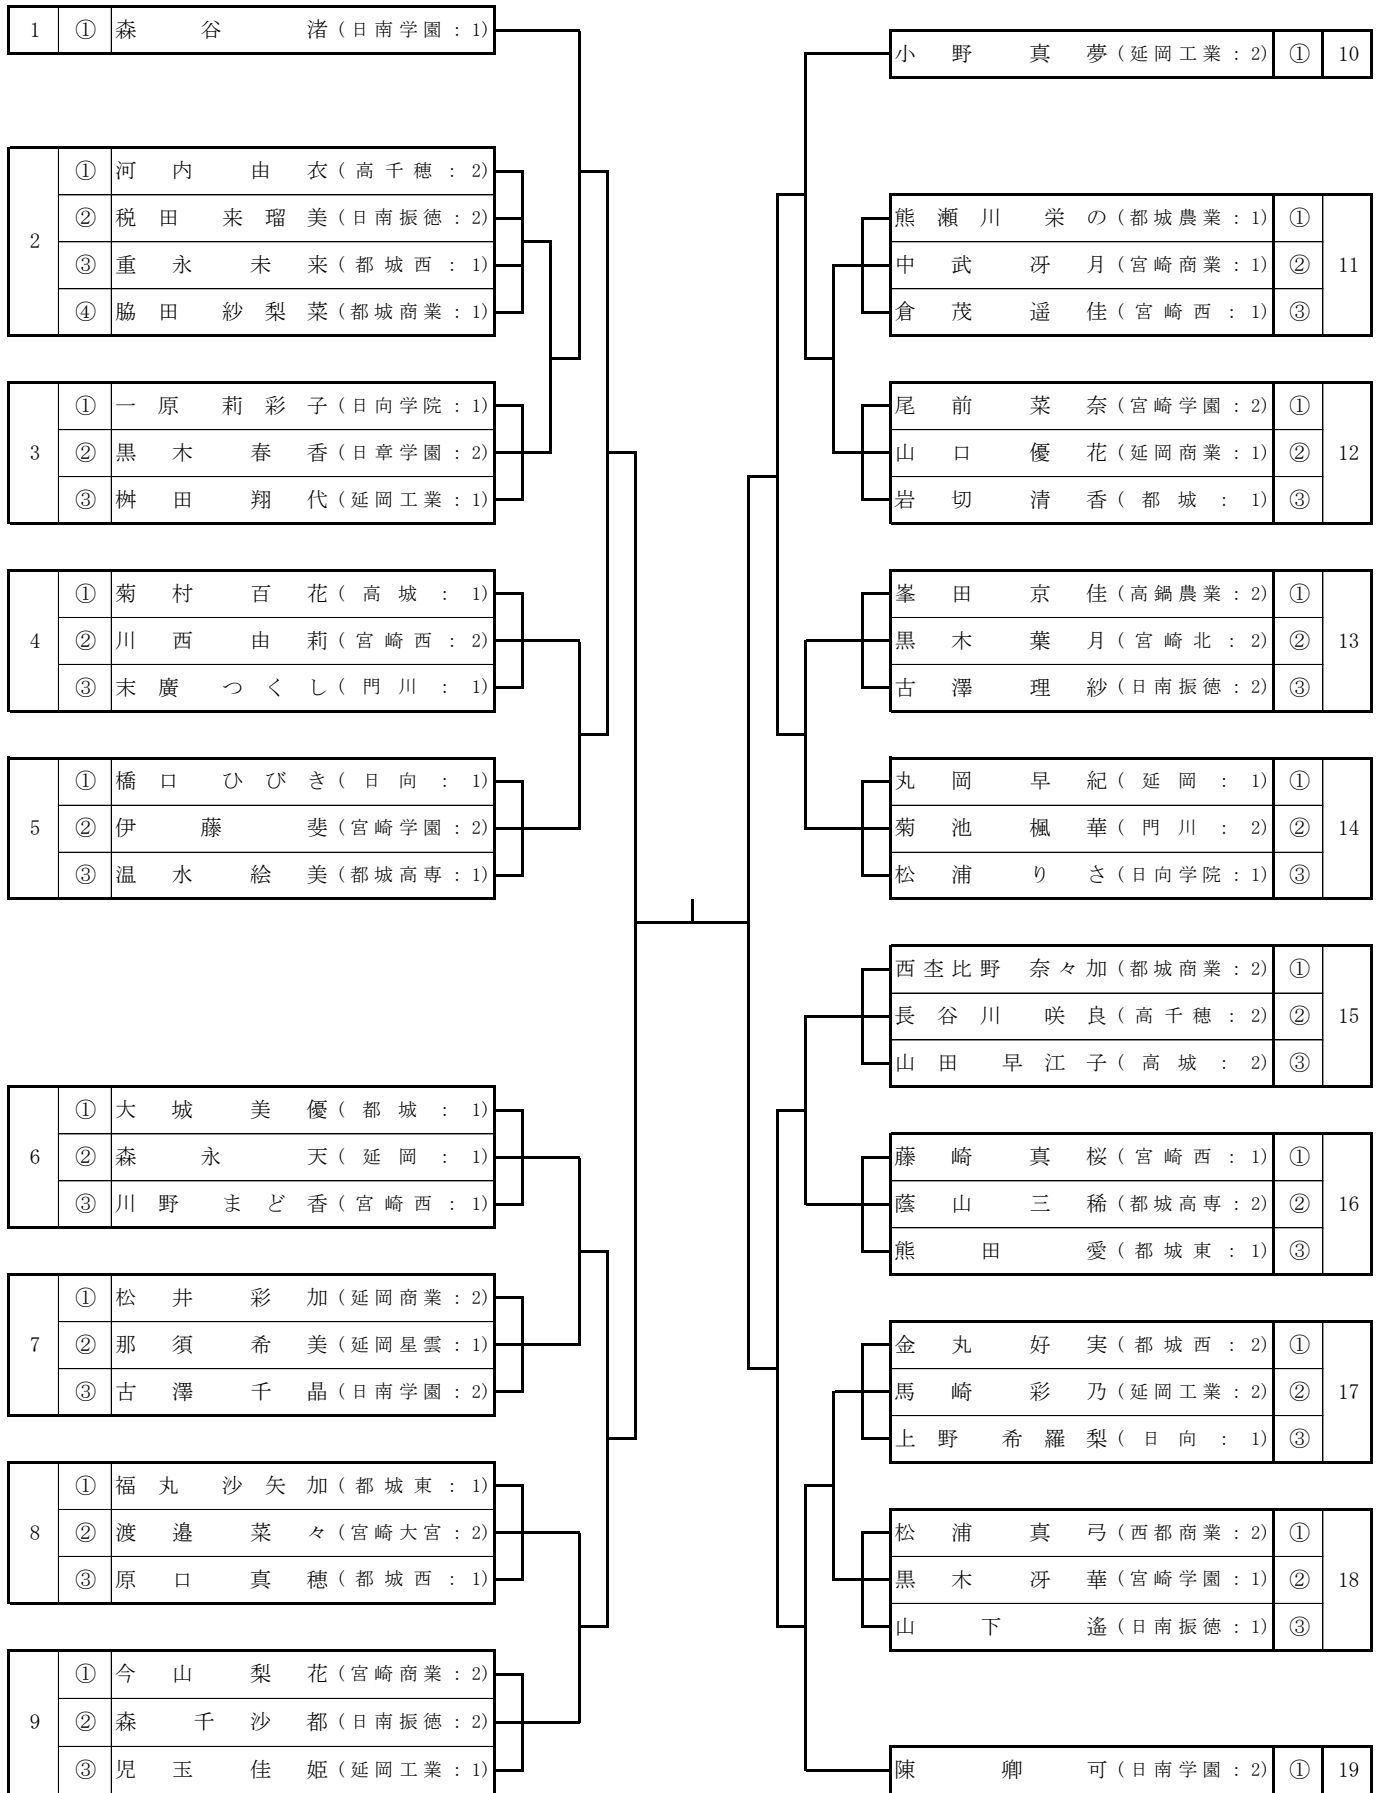 1 ① 森谷渚(日南学園:1)
2
① 河内由衣(高千穂:2)
② 税田来瑠美(日南振徳:2)
③ 重永未来(都城西:1)
④ 脇田紗梨菜(都城商業:1)
3
① 一原莉彩子(日向学院:1)
② 黒木春香(日章学園:2)
③ 桝田翔代(延岡工業:1)
4
① 菊村百花(高城:1)
② 川西由莉(宮崎西:2)
③ 末廣つくし(門川:1)
5
① 橋口ひびき(日向:1)
② 伊藤斐(宮崎学園:2)
③ 温水絵美(都城高専:1)
6
① 大城美優(都城:1)
② 森永天(延岡:1)
③ 川野まど香(宮崎西:1)
7
① 松井彩加(延岡商業:2)
② 那須希美(延岡星雲:1)
③ 古澤千晶(日南学園:2)
8
① 福丸沙矢加(都城東:1)
② 渡邉菜々(宮崎大宮:2)
③ 原口真穂(都城西:1)
9
① 今山梨花(宮崎商業:2)
② 森千沙都(日南振徳:2)
③ 児玉佳姫(延岡工業:1)
小野真夢(延岡工業:2) ① 10
熊瀬川栄の(都城農業:1) ①
中武冴月(宮崎商業:1) ②
倉茂遥佳(宮崎西:1) ③
11
尾前菜奈(宮崎学園:2) ①
山口優花(延岡商業:1) ②
岩切清香(都城:1) ③
12
峯田京佳(高鍋農業:2) ①
黒木葉月(宮崎北:2) ②
古澤理紗(日南振徳:2) ③
13
丸岡早紀(延岡:1) ①
菊池楓華(門川:2) ②
松浦りさ(日向学院:1) ③
14
西杢比野奈々加(都城商業:2) ①
長谷川咲良(高千穂:2) ②
山田早江子(高城:2) ③
15
藤崎真桜(宮崎西:1) ①
蔭山三稀(都城高専:2) ②
熊田愛(都城東:1) ③
16
金丸好実(都城西:2) ①
馬崎彩乃(延岡工業:2) ②
上野希羅梨(日向:1) ③
17
松浦真弓(西都商業:2) ①
黒木冴華(宮崎学園:1) ②
山下遙(日南振徳:1) ③
18
陳卿可(日南学園:2) ① 19